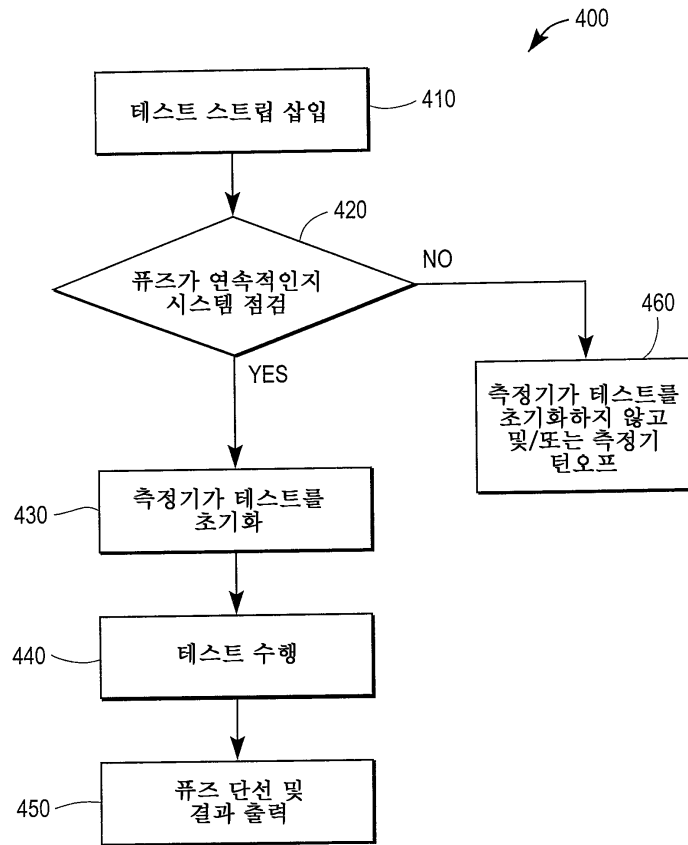 400
테스트 스트립 삽입
410
420
퓨즈가 연속적인지
시스템 점검
NO
YES
460
측정기가 테스트를
초기화하지 않고
및/또는 측정기
턴오프
측정기가 테스트를
초기화
430
테스트 수행
440
퓨즈 단선 및
결과 출력
450